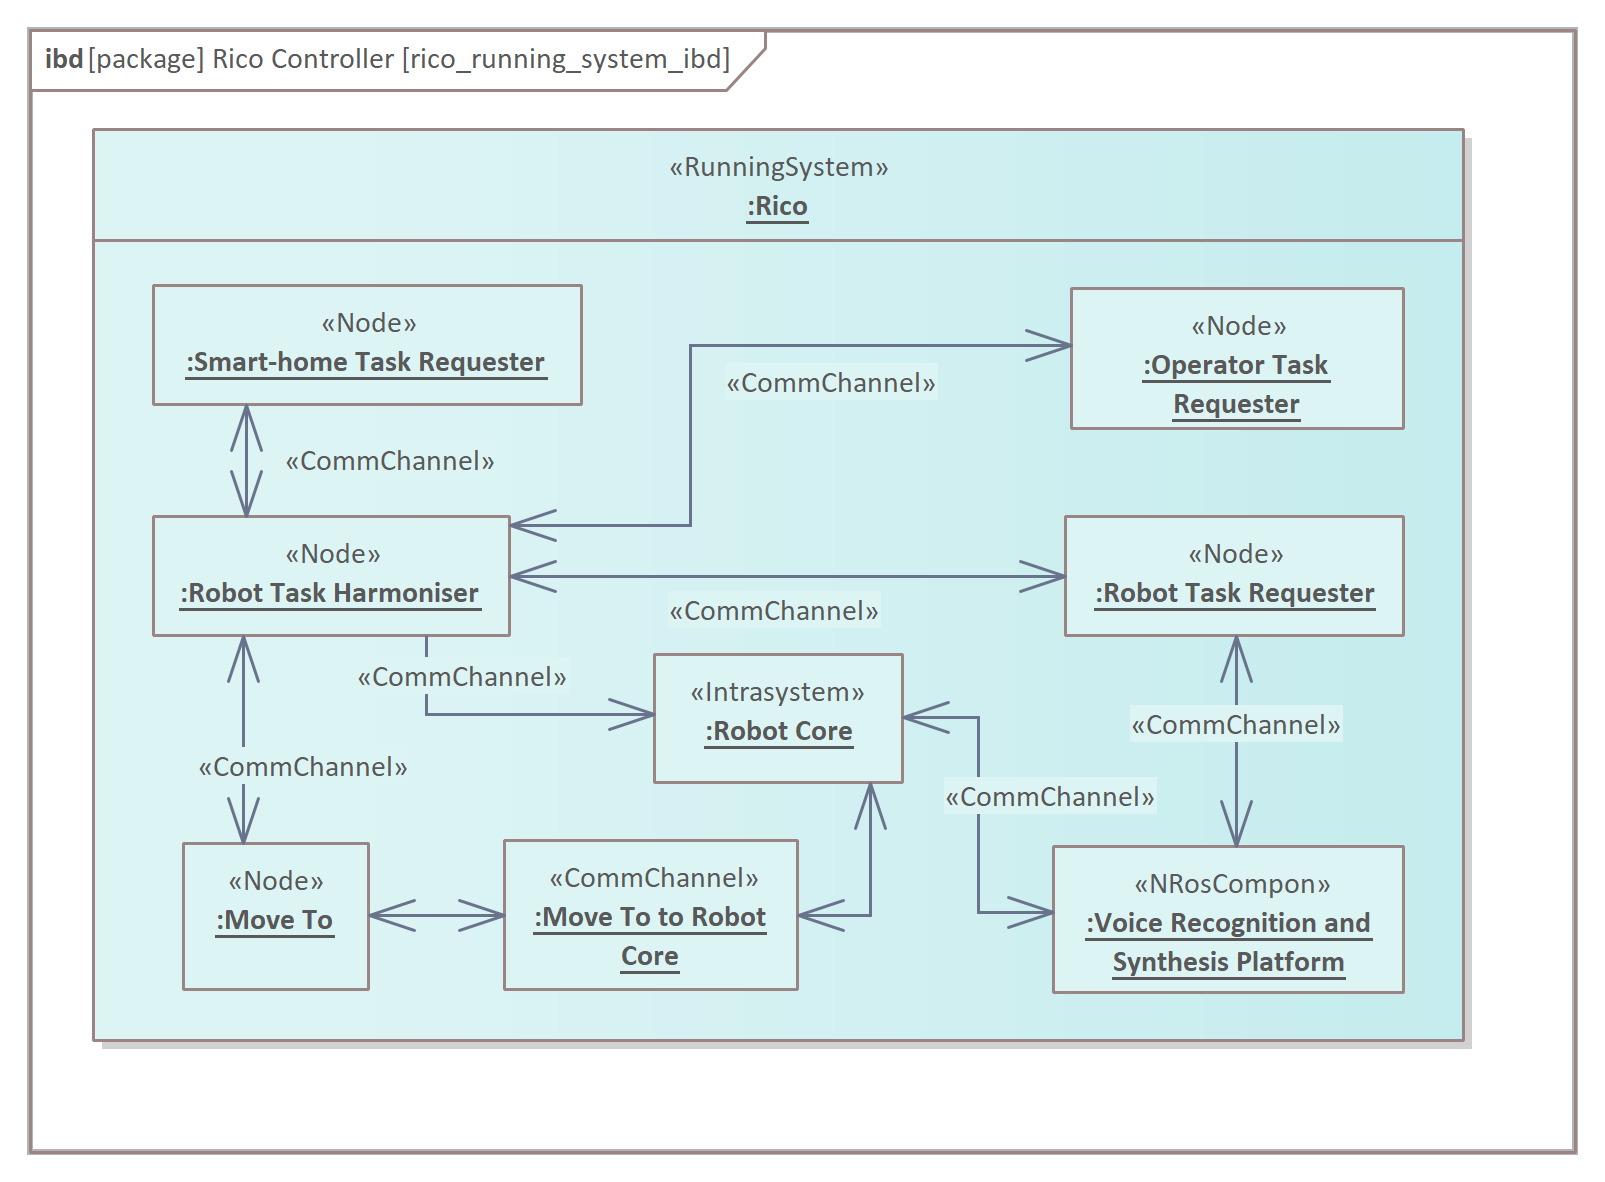 ibd [package] Rico Controller [rico_running_system_ibd]
«RunningSystem»
:Rico
«Node»
:Smart-home Task Requester
«Node»
:Operator Task
Requester
«CommChannel»
«CommChannel»
«Node»
:Robot Task Harmoniser
«Node»
:Robot Task Requester
«CommChannel»
«CommChannel»
«Intrasystem»
:Robot Core
«CommChannel»
«CommChannel»
«CommChannel»
«Node»
:Move To
«CommChannel»
:Move To to Robot
Core
«NRosCompon»
:Voice Recognition and
Synthesis Platform